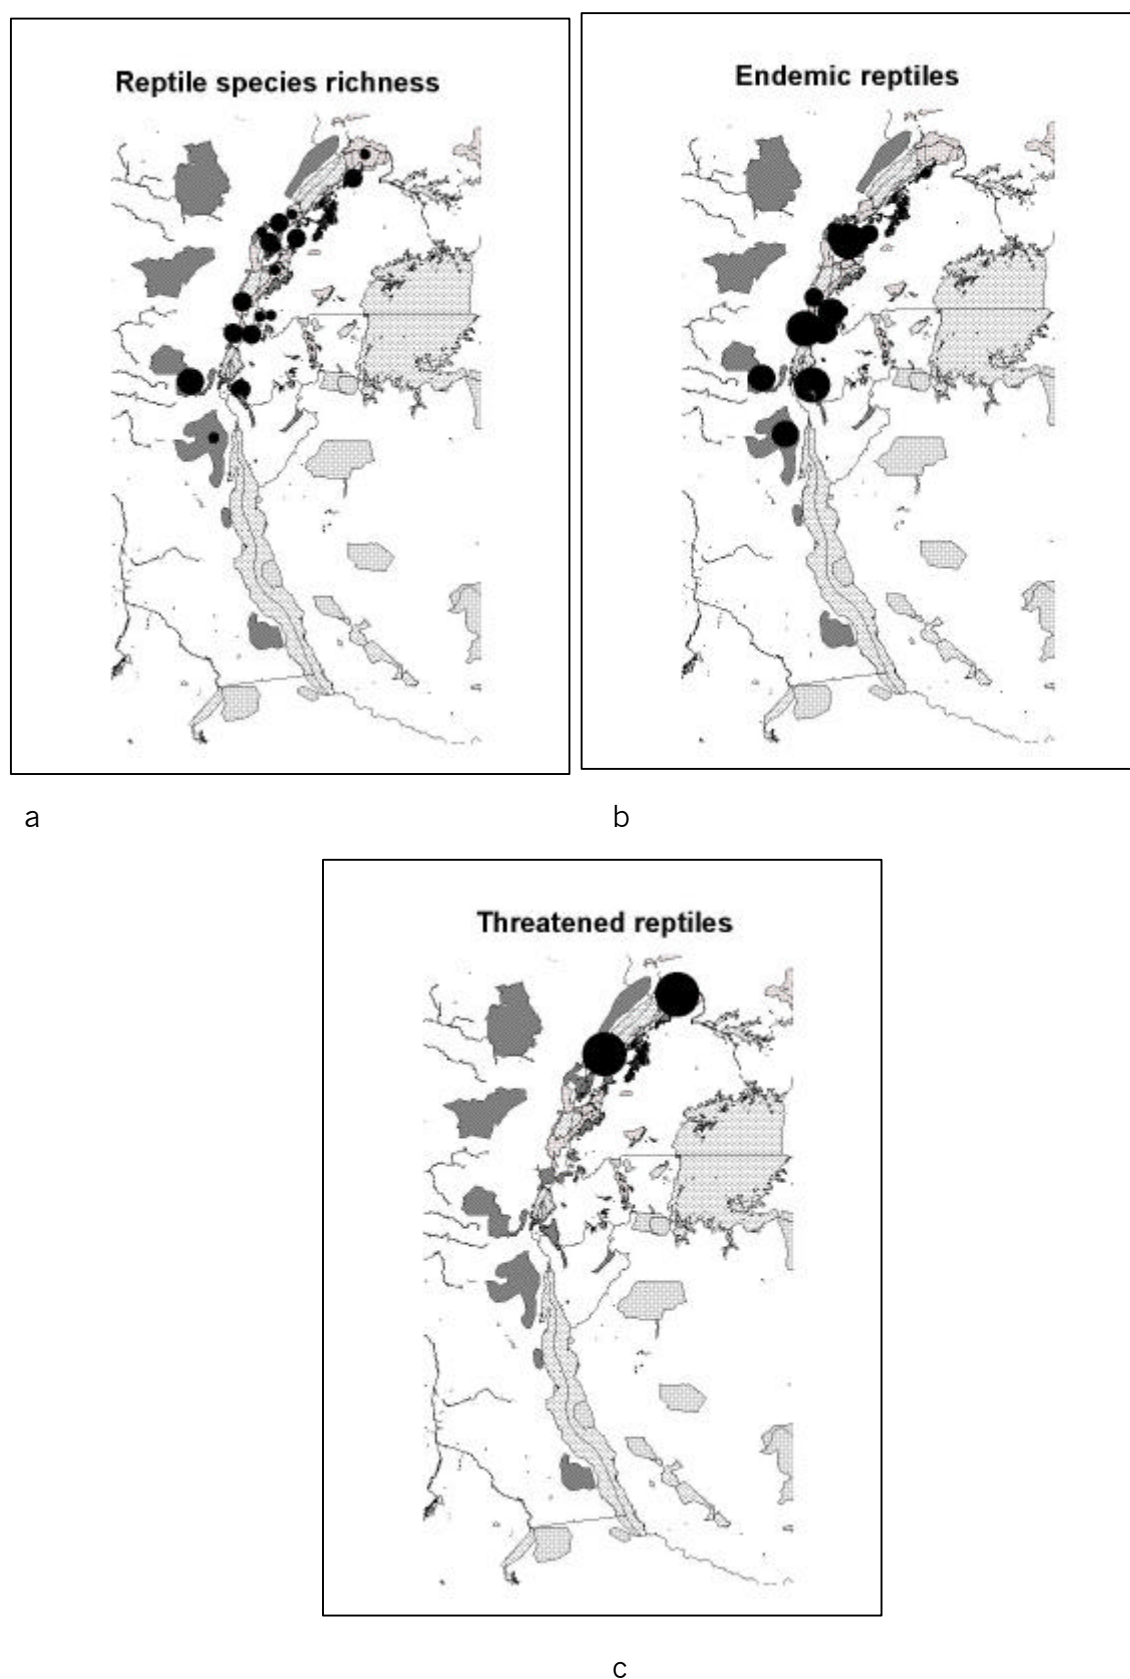 Reptile species richness
Endemic reptiles
a
b
Threatened reptiles
c